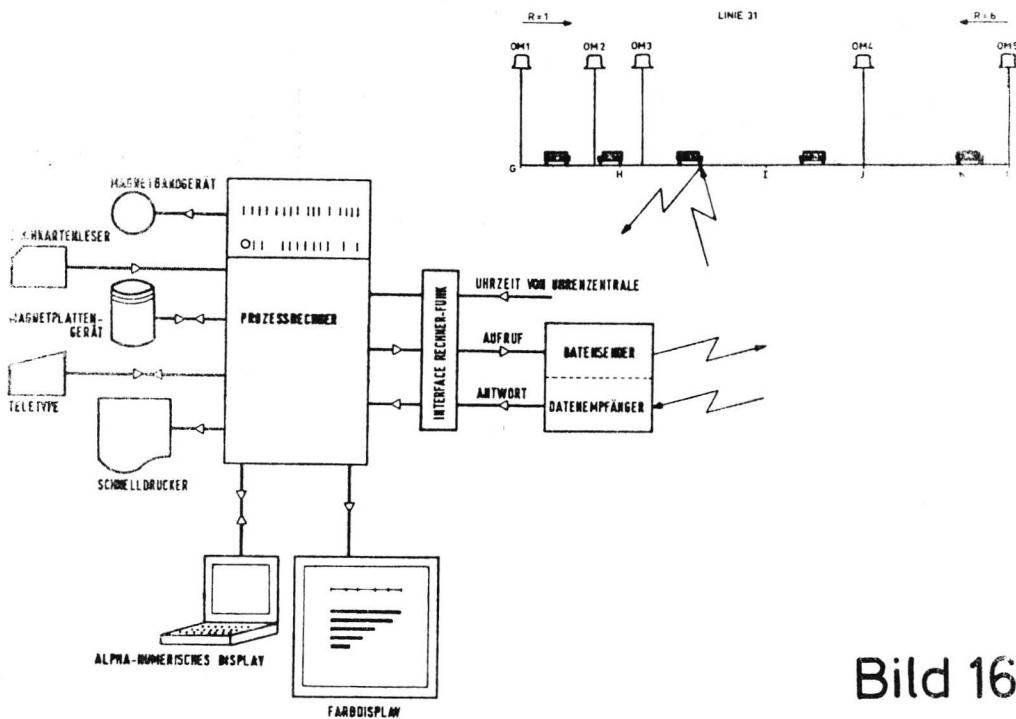 R=1
LINIE 31
R=6
OM1
OM2
OM3
OM4
OM5
G
H
I
J
MAGNETBANDGERÄT
MAGNETPLATTEN-
GERÄT
TELETYPE
SCHNELLDRUCKER
PROZESSRECHNER
INTERFACE RECHNER-FUNK
UHRZEIT VON UHRENZENTRALE
AUFRUF
ANTWORT
DATENSENDER
DATENEMPFÄNGER
ALPHA-NUMERISCHES DISPLAY
FARBDISPLAY
Bild 16